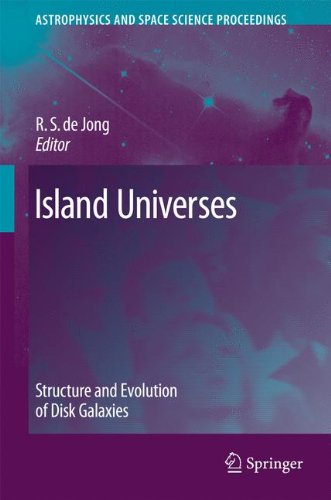 ASTROPHYSICS AND SPACE SCIENCE PROCEEDINGS
R. S. de Jong
Editor
Island Universes
Structure and Evolution
of Disk Galaxies
Springer